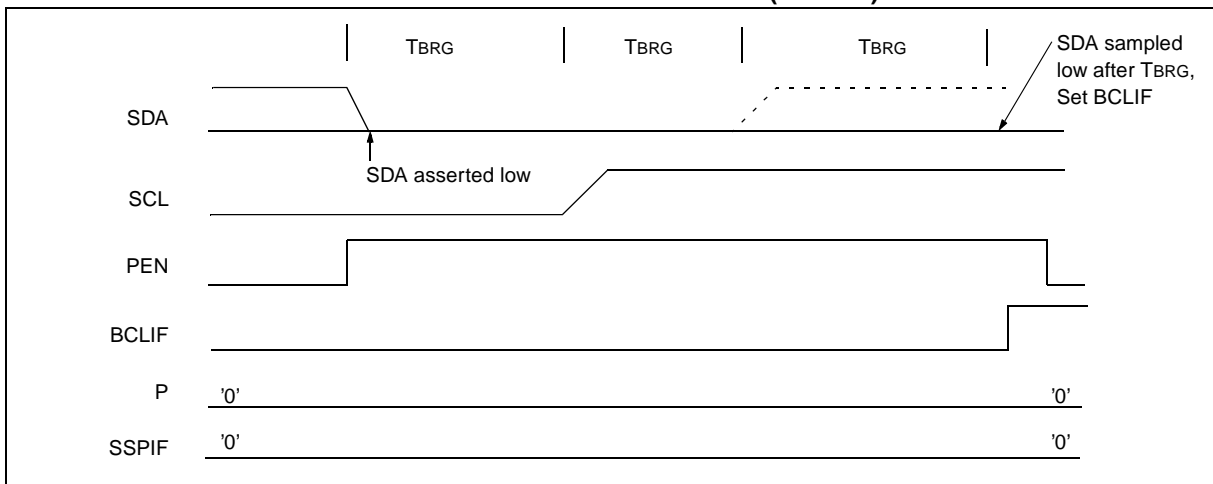 TBRG TBRG TBRG
SDA sampled
low after TBRG,
Set BCLIF
SDA
SDA asserted low
SCL
PEN
BCLIF
P '0' '0'
SSPIF '0' '0'